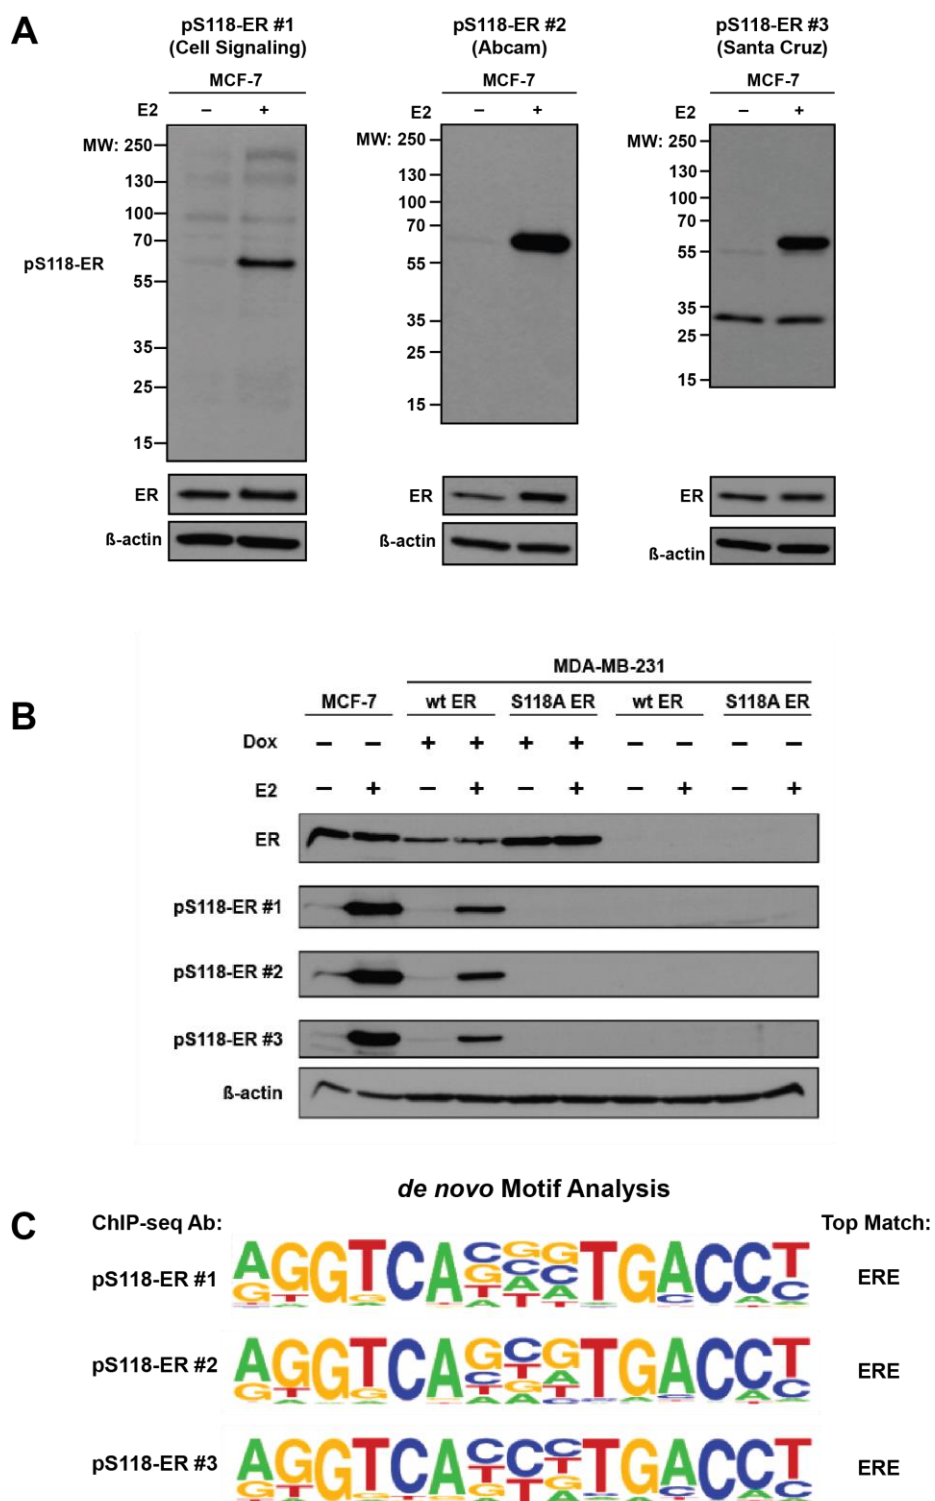 A
pS118-ER #1
(Cell Signaling)
MCF-7
E2 – +
MW: 250
130
100
70
pS118-ER
55
35
25
15
ER
ß-actin
pS118-ER #2
(Abcam)
MCF-7
E2 – +
MW: 250
130
100
70
55
35
25
15
ER
ß-actin
pS118-ER #3
(Santa Cruz)
MCF-7
E2 – +
MW: 250
130
100
70
55
35
25
15
ER
ß-actin
B
MDA-MB-231
MCF-7 wt ER S118A ER wt ER S118A ER
Dox – – + + + + – – – –
E2 – + – + – + – + – +
ER
pS118-ER #1
pS118-ER #2
pS118-ER #3
ß-actin
de novo Motif Analysis
C
ChIP-seq Ab: Top Match:
pS118-ER #1 AGGTCACGGTGACCT ERE
pS118-ER #2 AGGTCAGCGTGACCT ERE
pS118-ER #3 AGGTCACCCTGACCT ERE